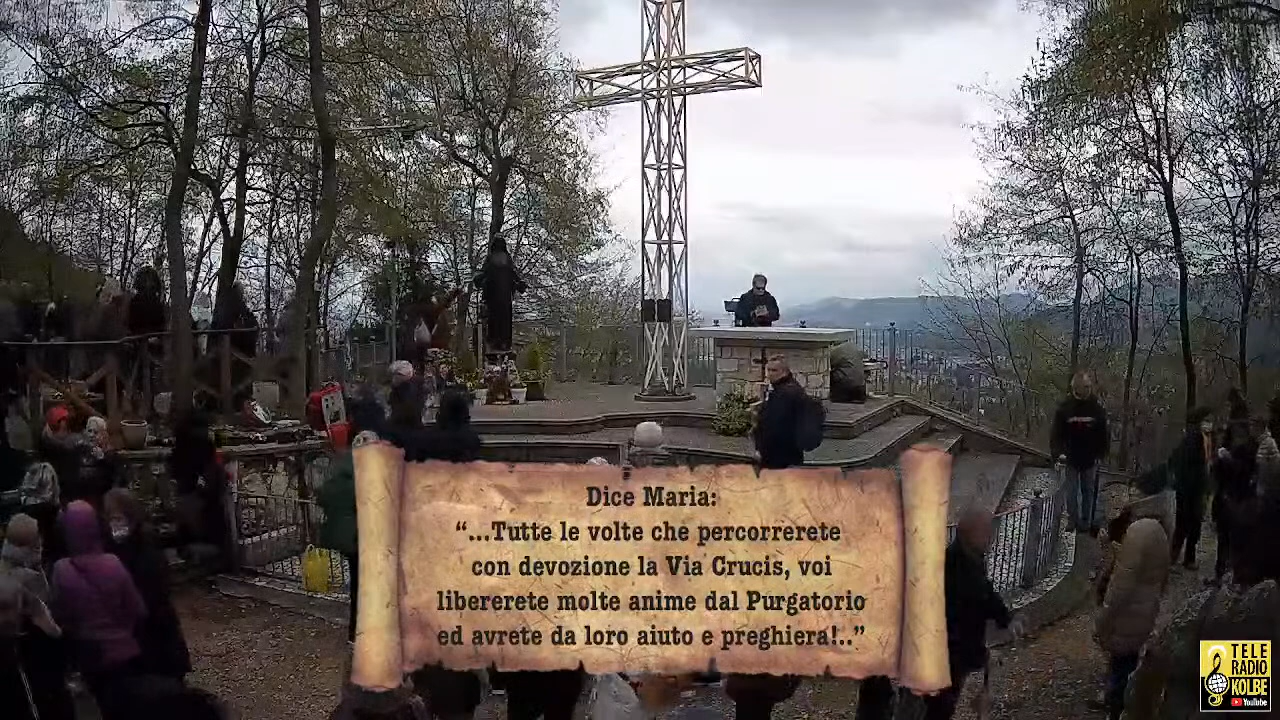 Dice Maria:
“...Tutte le volte che percorrerete
con devozione la Via Crucis, voi
libererete molte anime dal Purgatorio
ed avrete da loro aiuto e preghiera!..”
TELE
RADIO
KOLBE
YouTube